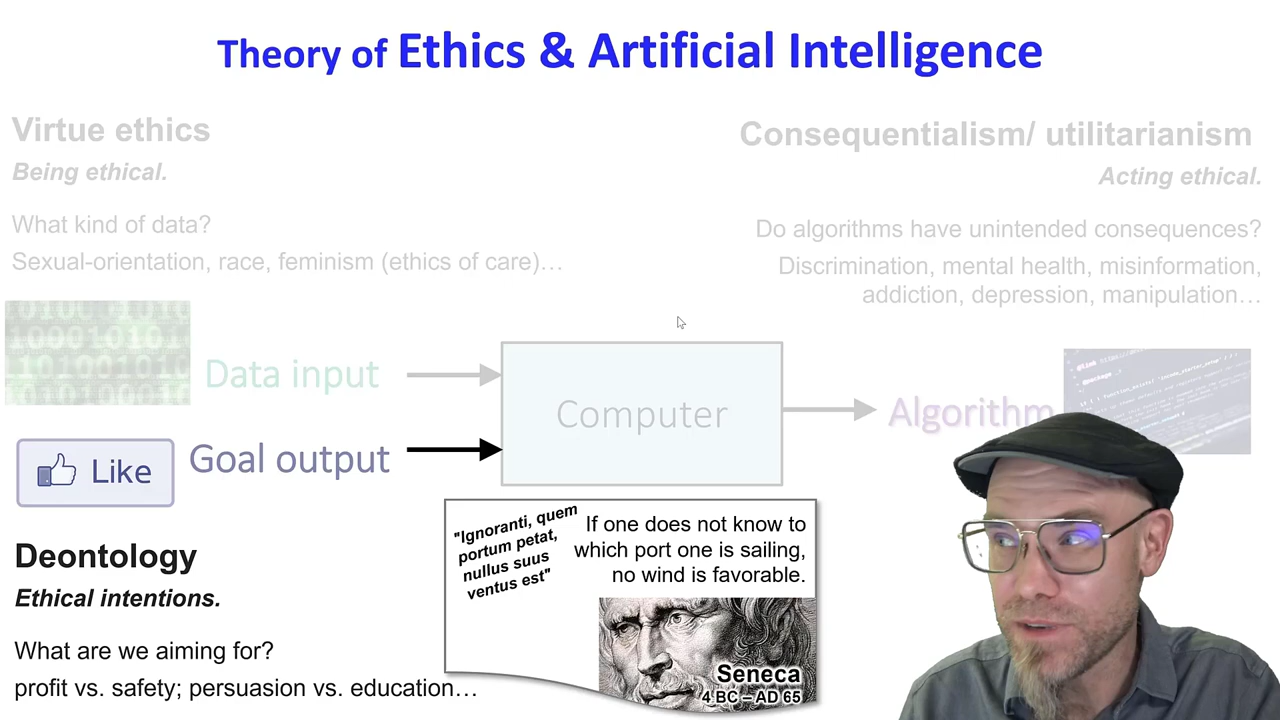 Theory of Ethics & Artificial Intelligence
Virtue ethics
Being ethical.
What kind of data?
Sexual-orientation, race, feminism (ethics of care)…
Consequentialism/ utilitarianism
Acting ethical.
Do algorithms have unintended consequences?
Discrimination, mental health, misinformation,
addiction, depression, manipulation…
Data input
Computer
Algorithm
Like
Goal output
Deontology
Ethical intentions.
What are we aiming for?
profit vs. safety; persuasion vs. education…
"Ignoranti, quem
portum petat,
nullus suus
ventus est"
If one does not know to
which port one is sailing,
no wind is favorable.
Seneca
4 BC – AD 65